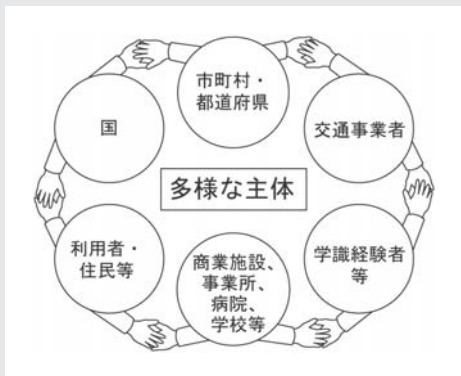 市町村・
都道府県
国
交通事業者
多様な主体
利用者・
住民等
商業施設、
事業所、
病院、
学校等
学識経験者
等